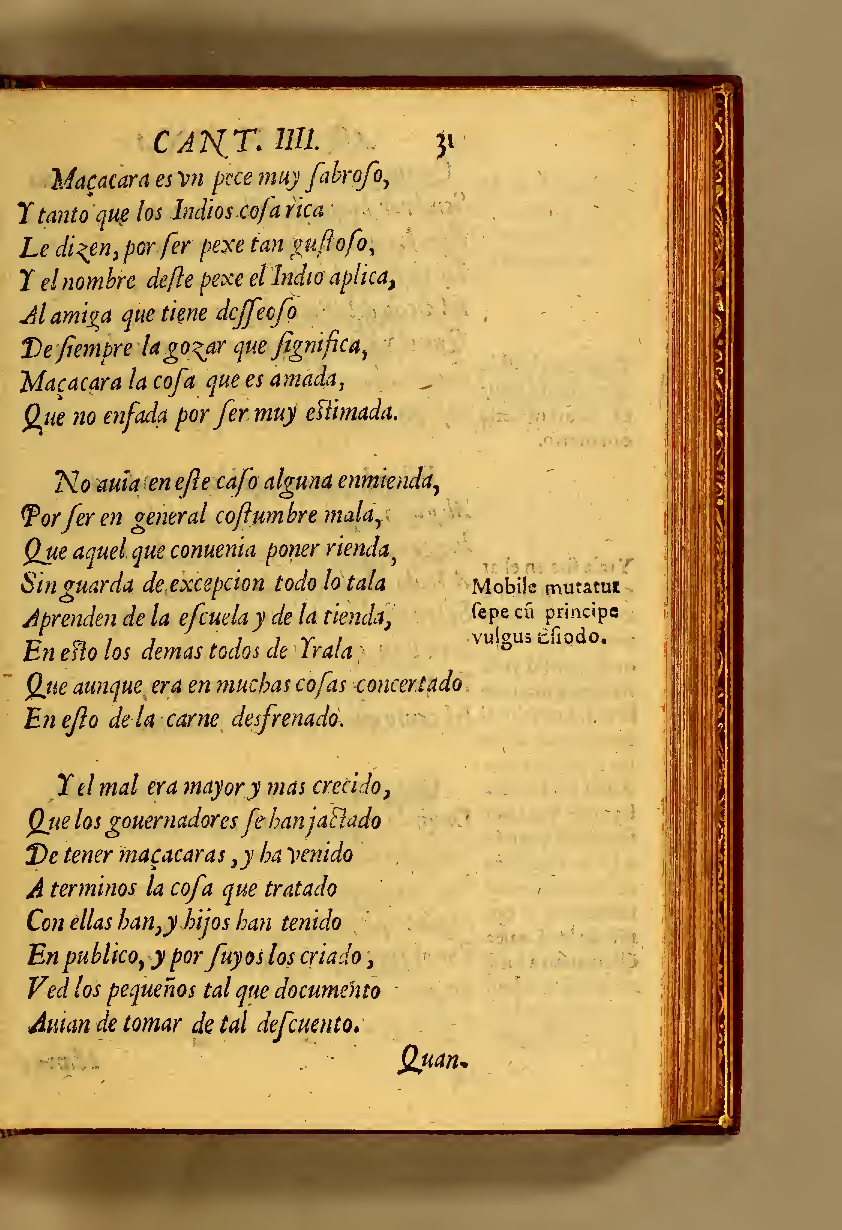 CANT. IIII. 31
Maçacara es vn pece muy ſabroſo,
Y tanto que los Indios coſa rica
Le dizen, por ſer pexe tan guſtoſo,
Y el nombre deſte pexe el Indio aplica,
Al amiga que tiene deſſeoſo
De ſiempre la gozar que ſignifica,
Maçacara la coſa que es amada,
Que no enfada por ſer muy eſtimada.
No auia en eſte caſo alguna enmienda,
Por ſer en general coſtumbre mala,
Que aquel que conuenia poner rienda,
Sin guarda de excepcion todo lo tala
Aprenden de la eſcuela y de la tienda,
En eſto los demas todos de Yrala
Que aunque era en muchas coſas concertado
En eſto de la carne desfrenado.
Mobile mutatur
ſepe cũ principe
vulgus Eſiodo.
Y el mal era mayor y mas crecido,
Que los gouernadores ſe han jactado
De tener maçacaras, y ha venido
A terminos la coſa que tratado
Con ellas han, y hijos han tenido
En publico, y por ſuyos los criado,
Ved los pequeños tal que documento
Auian de tomar de tal deſcuento.
Quan-